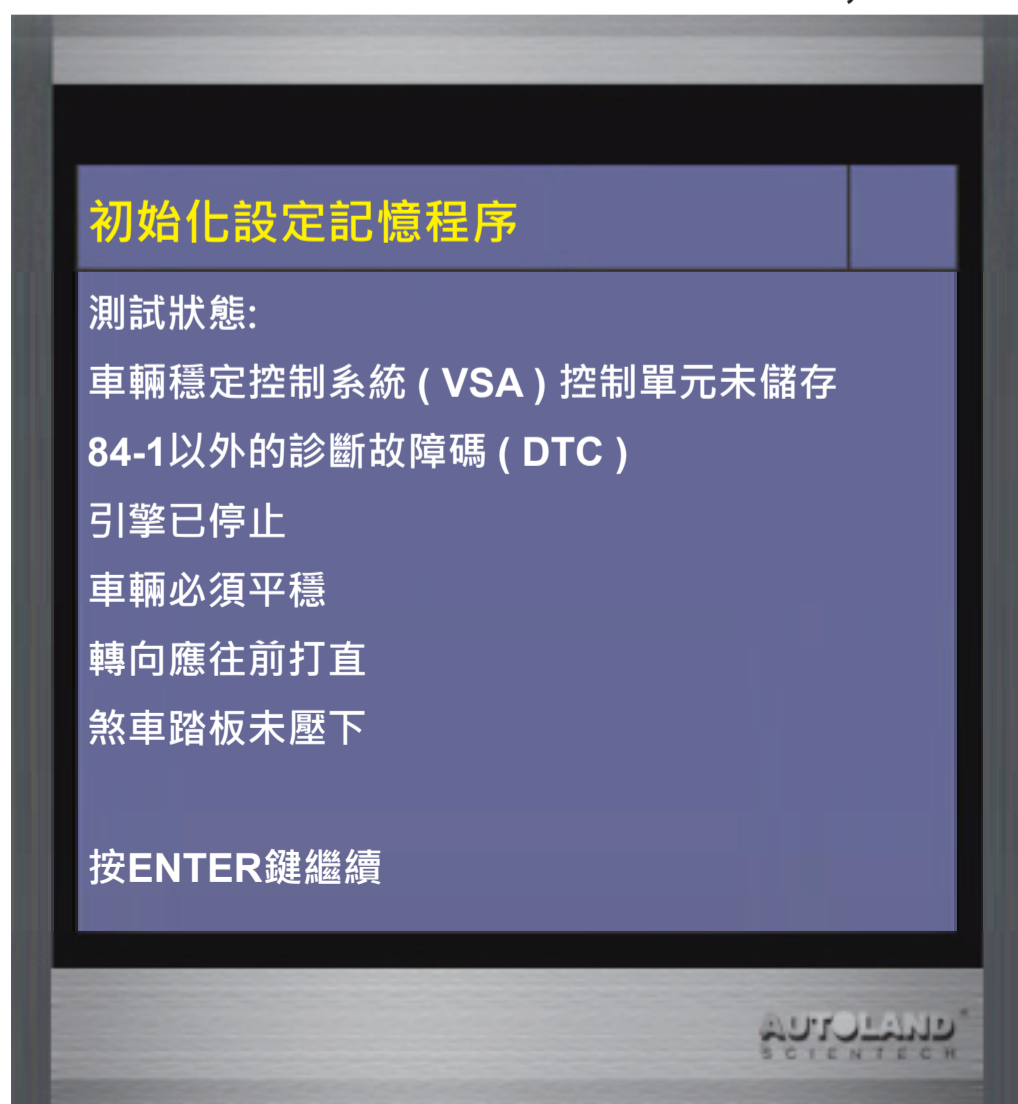 初始化設定記憶程序
測試狀態:
車輛穩定控制系統 ( VSA ) 控制單元未儲存
84-1以外的診斷故障碼 ( DTC )
引擎已停止
車輛必須平穩
轉向應往前打直
煞車踏板未壓下
按ENTER鍵繼續
AUTOLAND
SCIENTECH